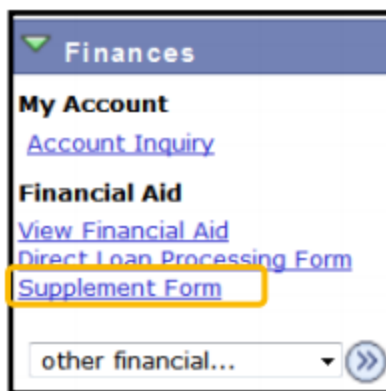 Finances
My Account
Account Inquiry
Financial Aid
View Financial Aid
Direct Loan Processing Form
Supplement Form
other financial...